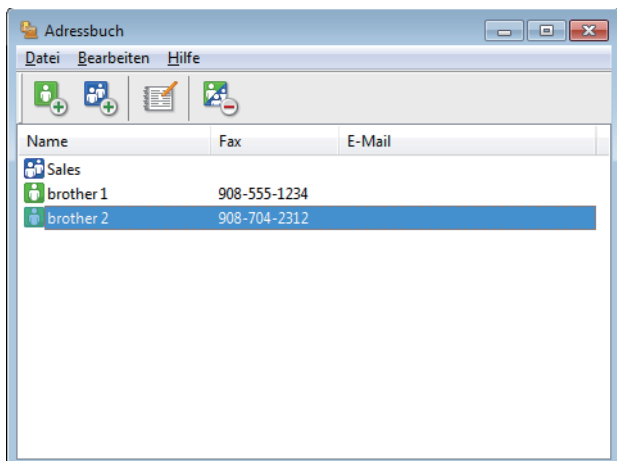 Adressbuch
Datei Bearbeiten Hilfe
Name Fax E-Mail
Sales
brother 1 908-555-1234
brother 2 908-704-2312